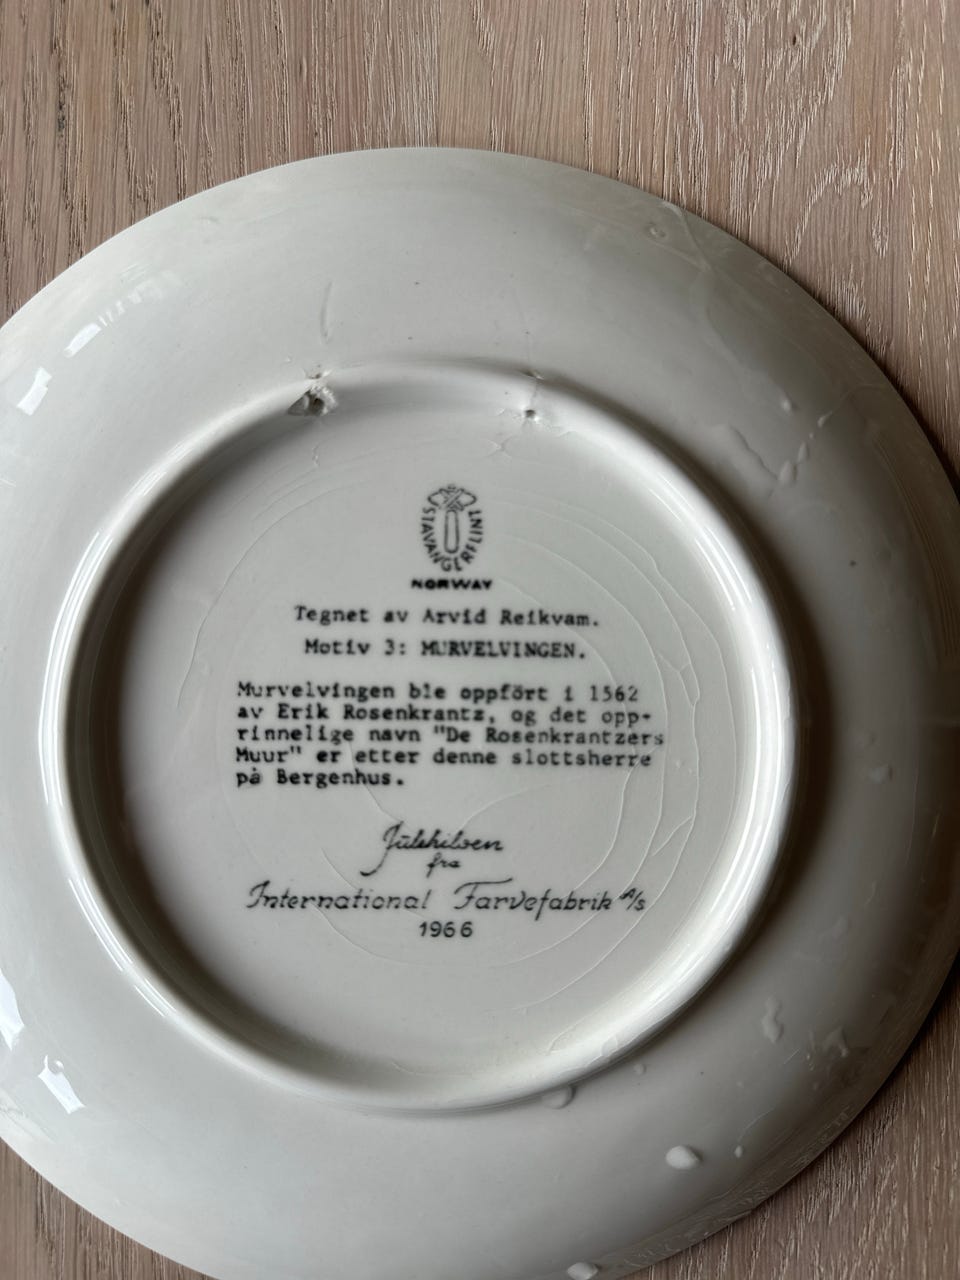 STAVANGERFLINT
NORWAY
Tegnet av Arvid Reikvam.
Motiv 3: MURVELVINGEN.
Murvelvingen ble oppført i 1562
av Erik Rosenkrantz, og det opp-
rinnelige navn "De Rosenkrantzers
Muur" er etter denne slottsherre
på Bergenhus.
Julehilsen
fra
International Farvefabrik A/s
1966